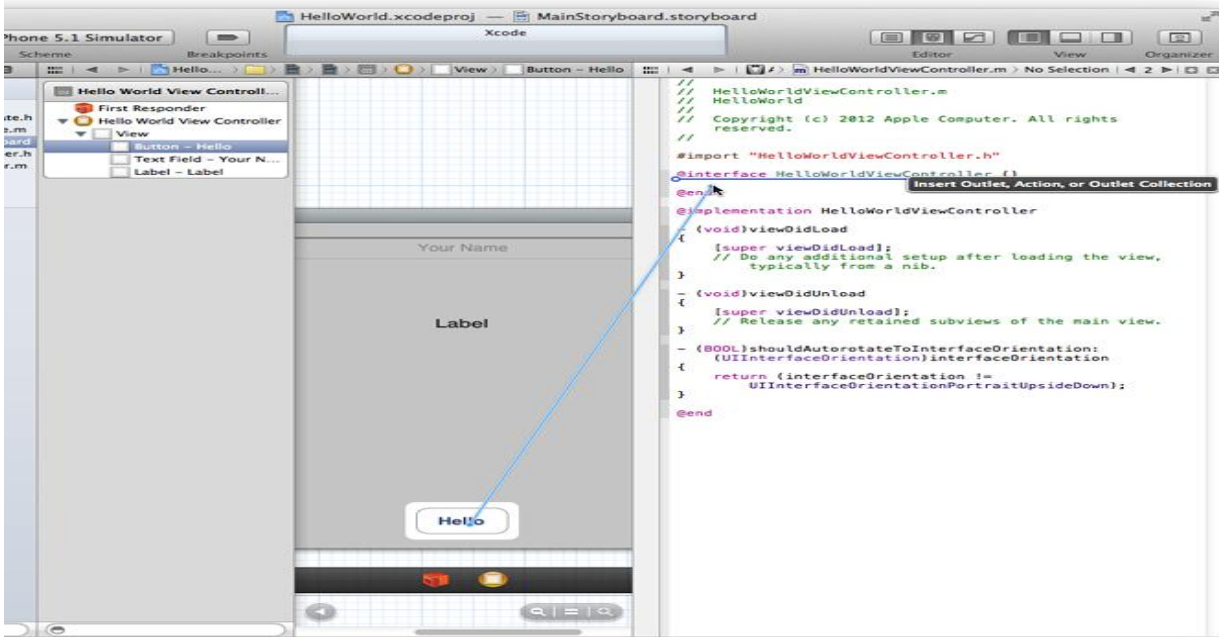 HelloWorld.xcodeproj — MainStoryboard.storyboard
Phone 5.1 Simulator
Xcode
Scheme
Breakpoints
Editor
View
Organizer
Hello...
View
Button - Hello
HelloWorldViewController.m
No Selection
2
Hello World View Controll...
First Responder
Hello World View Controller
View
Button - Hello
Text Field - Your N...
Label - Label
te.h
e.m
oard
er.h
r.m
Your Name
Label
Hello
//
// HelloWorldViewController.m
// HelloWorld
//
// Copyright (c) 2012 Apple Computer. All rights
reserved.
//
#import "HelloWorldViewController.h"
@interface HelloWorldViewController ()
Insert Outlet, Action, or Outlet Collection
@end
@implementation HelloWorldViewController
- (void)viewDidLoad
{
[super viewDidLoad];
// Do any additional setup after loading the view,
typically from a nib.
}
- (void)viewDidUnload
{
[super viewDidUnload];
// Release any retained subviews of the main view.
}
- (BOOL)shouldAutorotateToInterfaceOrientation:
(UIInterfaceOrientation)interfaceOrientation
{
return (interfaceOrientation !=
UIInterfaceOrientationPortraitUpsideDown);
}
@end